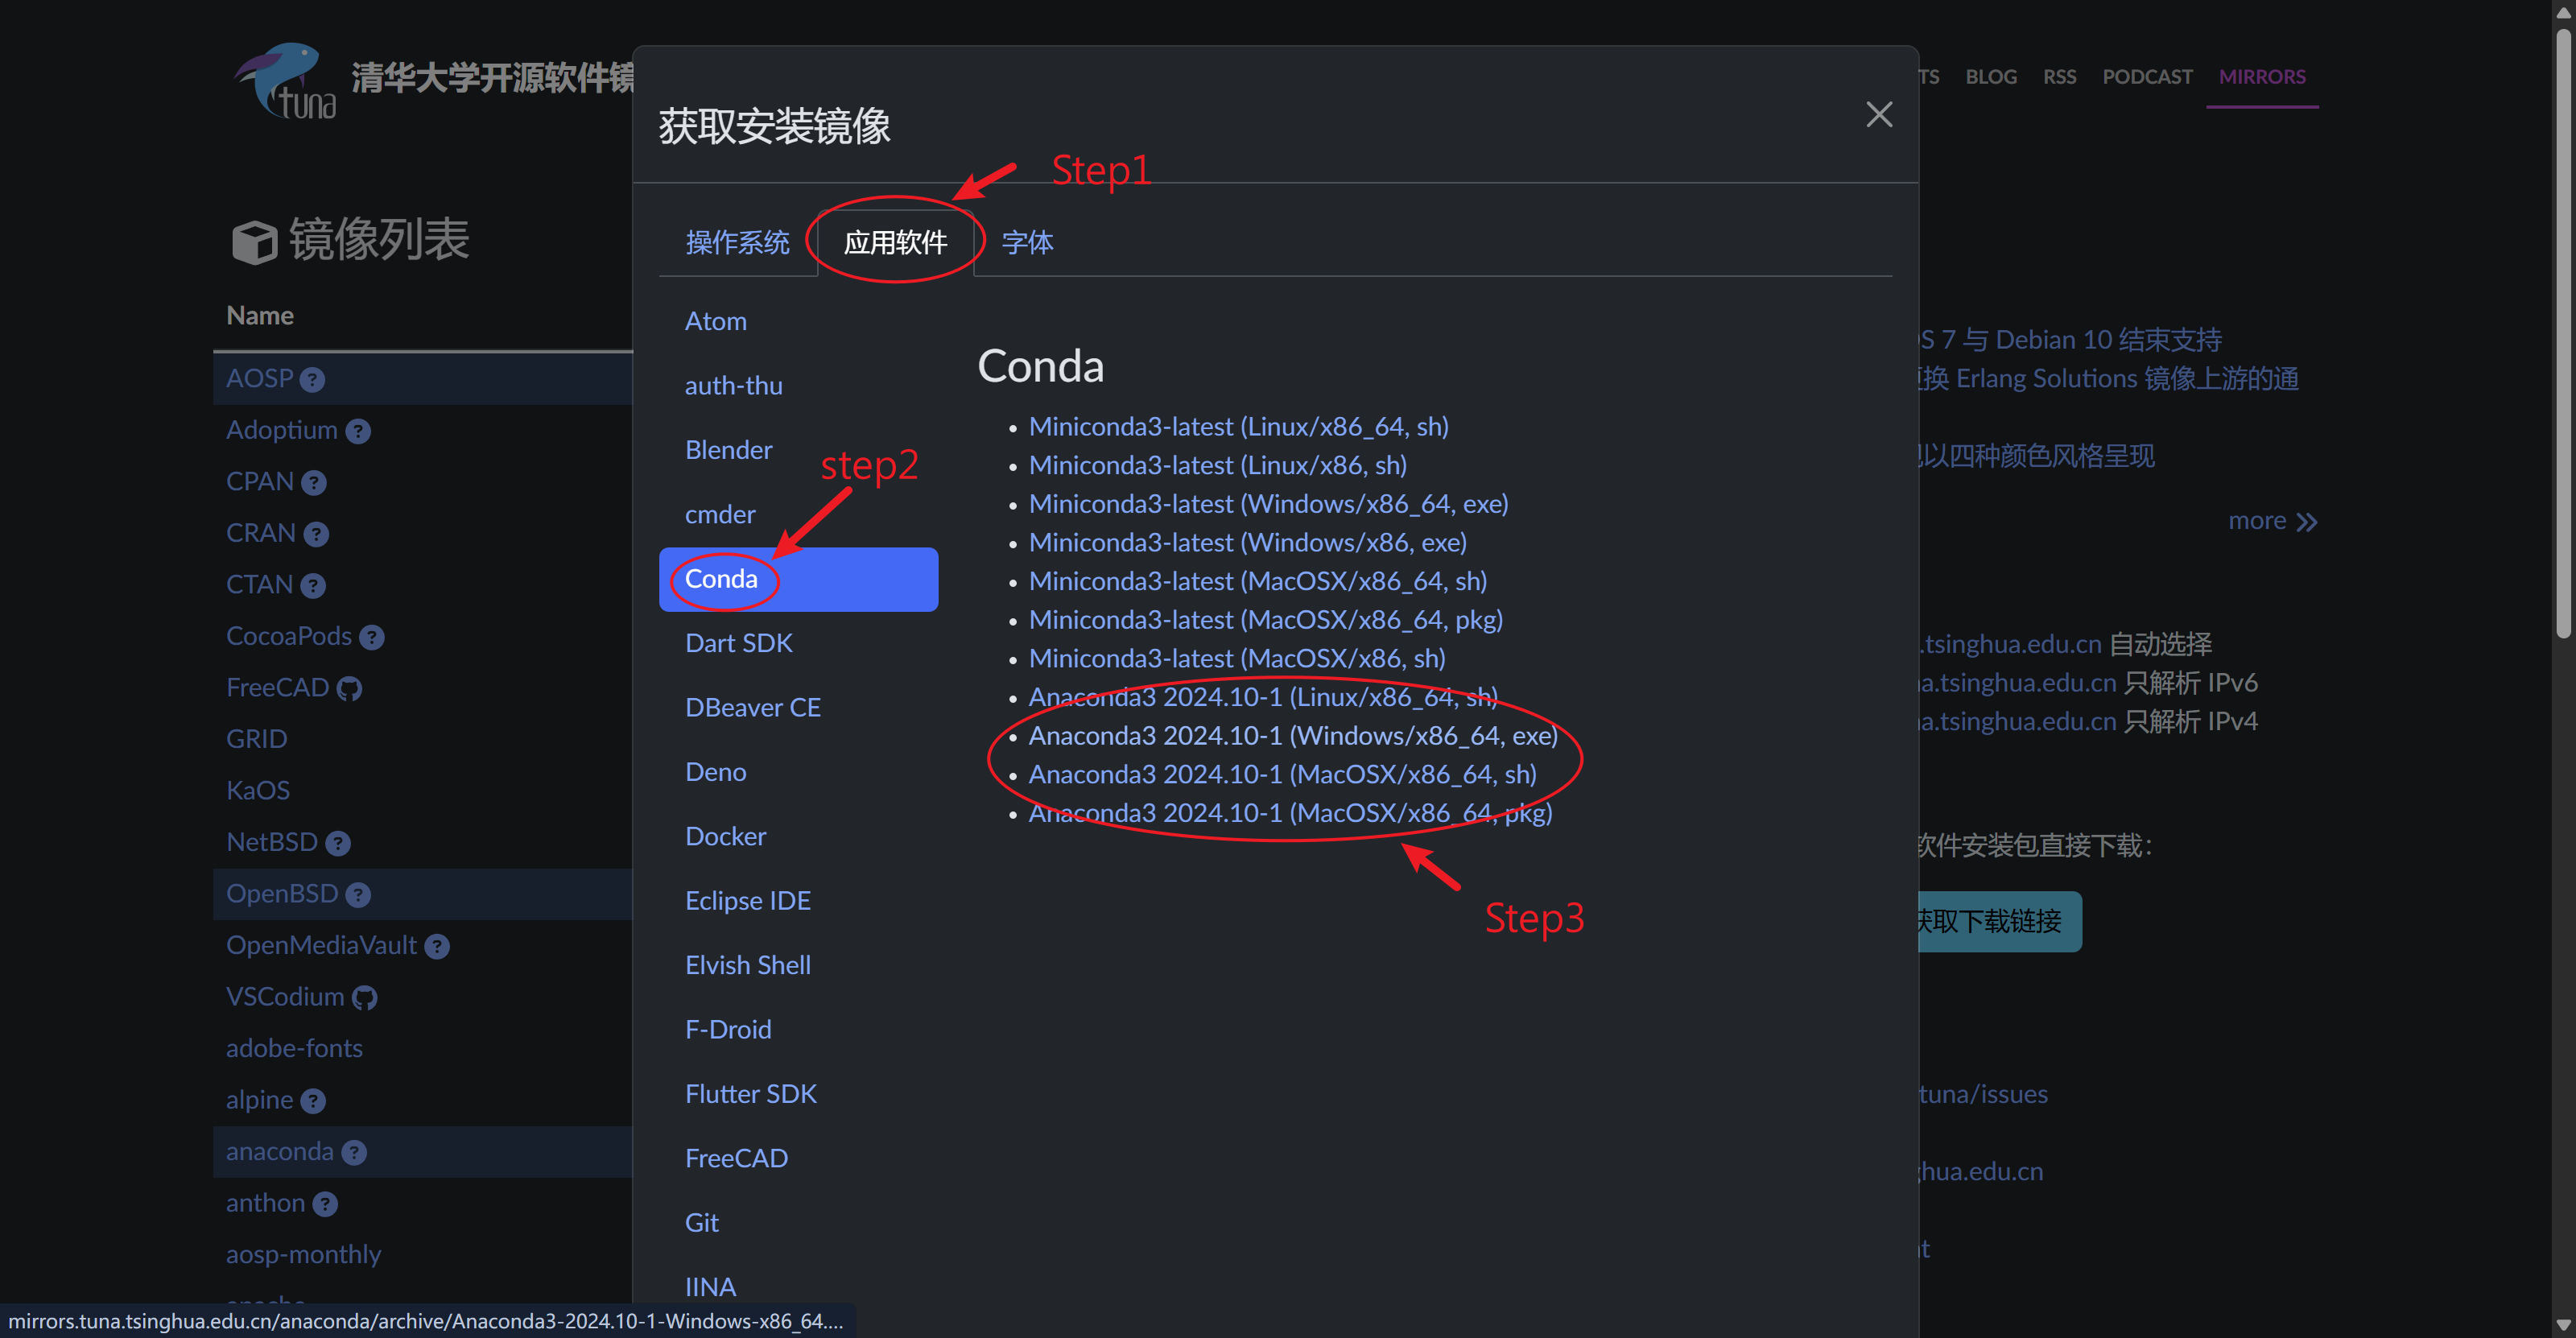 tuna
清华大学开源软件镜
TS BLOG RSS PODCAST MIRRORS
镜像列表
Name
AOSP
Adoptium
CPAN
CRAN
CTAN
CocoaPods
FreeCAD
GRID
KaOS
NetBSD
OpenBSD
OpenMediaVault
VSCodium
adobe-fonts
alpine
anaconda
anthon
aosp-monthly
获取安装镜像
Step1
操作系统 应用软件 字体
Atom
auth-thu
Blender
step2
cmder
Conda
Dart SDK
DBeaver CE
Deno
Docker
Eclipse IDE
Elvish Shell
F-Droid
Flutter SDK
FreeCAD
Git
IINA
Conda
Miniconda3-latest (Linux/x86_64, sh)
Miniconda3-latest (Linux/x86, sh)
Miniconda3-latest (Windows/x86_64, exe)
Miniconda3-latest (Windows/x86, exe)
Miniconda3-latest (MacOSX/x86_64, sh)
Miniconda3-latest (MacOSX/x86_64, pkg)
Miniconda3-latest (MacOSX/x86, sh)
Anaconda3 2024.10-1 (Linux/x86_64, sh)
Anaconda3 2024.10-1 (Windows/x86_64, exe)
Anaconda3 2024.10-1 (MacOSX/x86_64, sh)
Anaconda3 2024.10-1 (MacOSX/x86_64, pkg)
Step3
S 7 与 Debian 10 结束支持
换 Erlang Solutions 镜像上游的通
以四种颜色风格呈现
more
.tsinghua.edu.cn 自动选择
a.tsinghua.edu.cn 只解析 IPv6
a.tsinghua.edu.cn 只解析 IPv4
软件安装包直接下载：
获取下载链接
tuna/issues
hua.edu.cn
t
mirrors.tuna.tsinghua.edu.cn/anaconda/archive/Anaconda3-2024.10-1-Windows-x86_64....